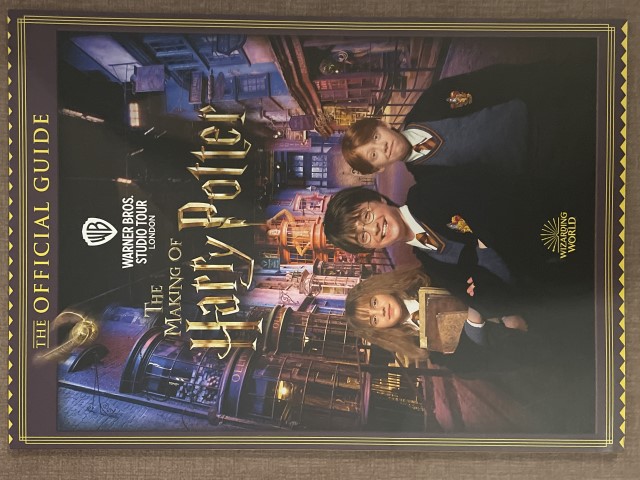 THE OFFICIAL GUIDE
WB
WARNER BROS.
STUDIO TOUR
LONDON
THE
MAKING OF
Harry Potter
WIZARDING
WORLD